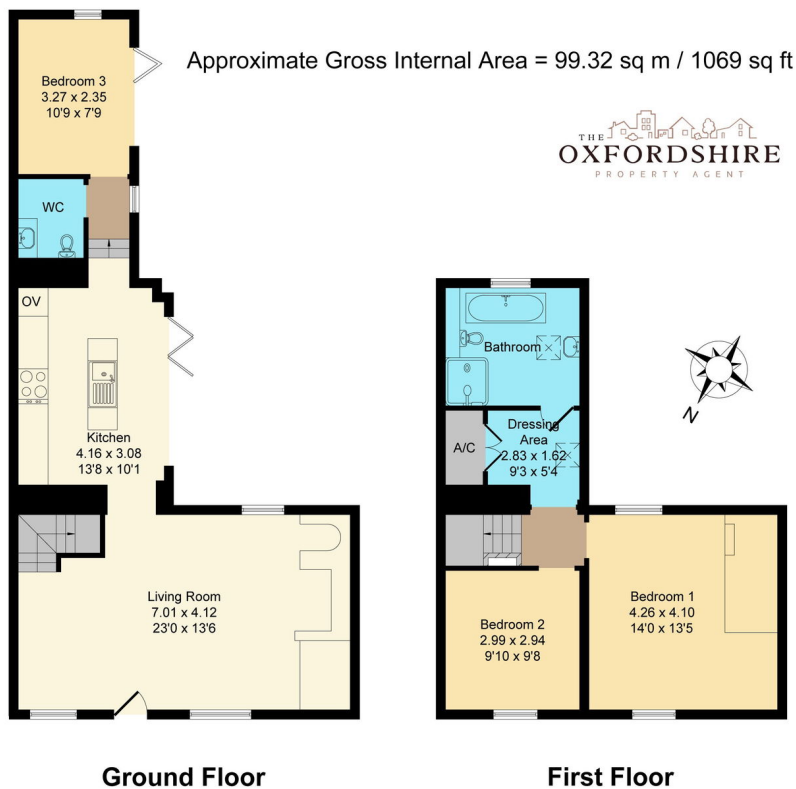 Approximate Gross Internal Area = 99.32 sq m / 1069 sq ft
THE
OXFORDSHIRE
PROPERTY AGENT
Bedroom 3
3.27 x 2.35
10'9 x 7'9
WC
OV
Kitchen
4.16 x 3.08
13'8 x 10'1
Living Room
7.01 x 4.12
23'0 x 13'6
Ground Floor
Bathroom
A/C
Dressing
Area
2.83 x 1.62
9'3 x 5'4
Bedroom 1
4.26 x 4.10
14'0 x 13'5
Bedroom 2
2.99 x 2.94
9'10 x 9'8
N
First Floor